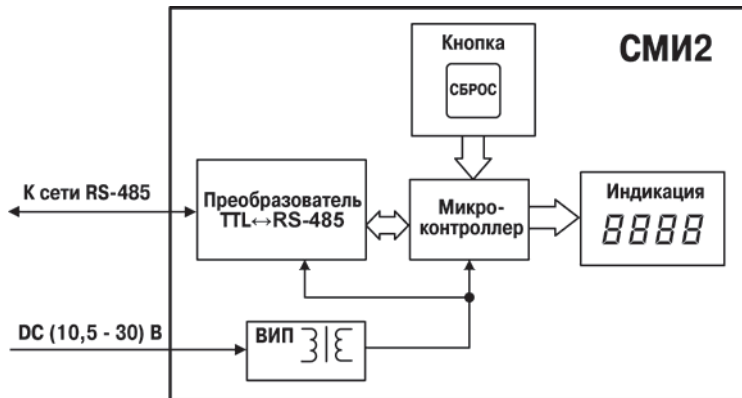 Кнопка
СМИ2
СБРОС
К сети RS-485
Преобразователь
TTL↔RS-485
Микро-
контроллер
Индикация
8888
DC (10,5 - 30) В
ВИП